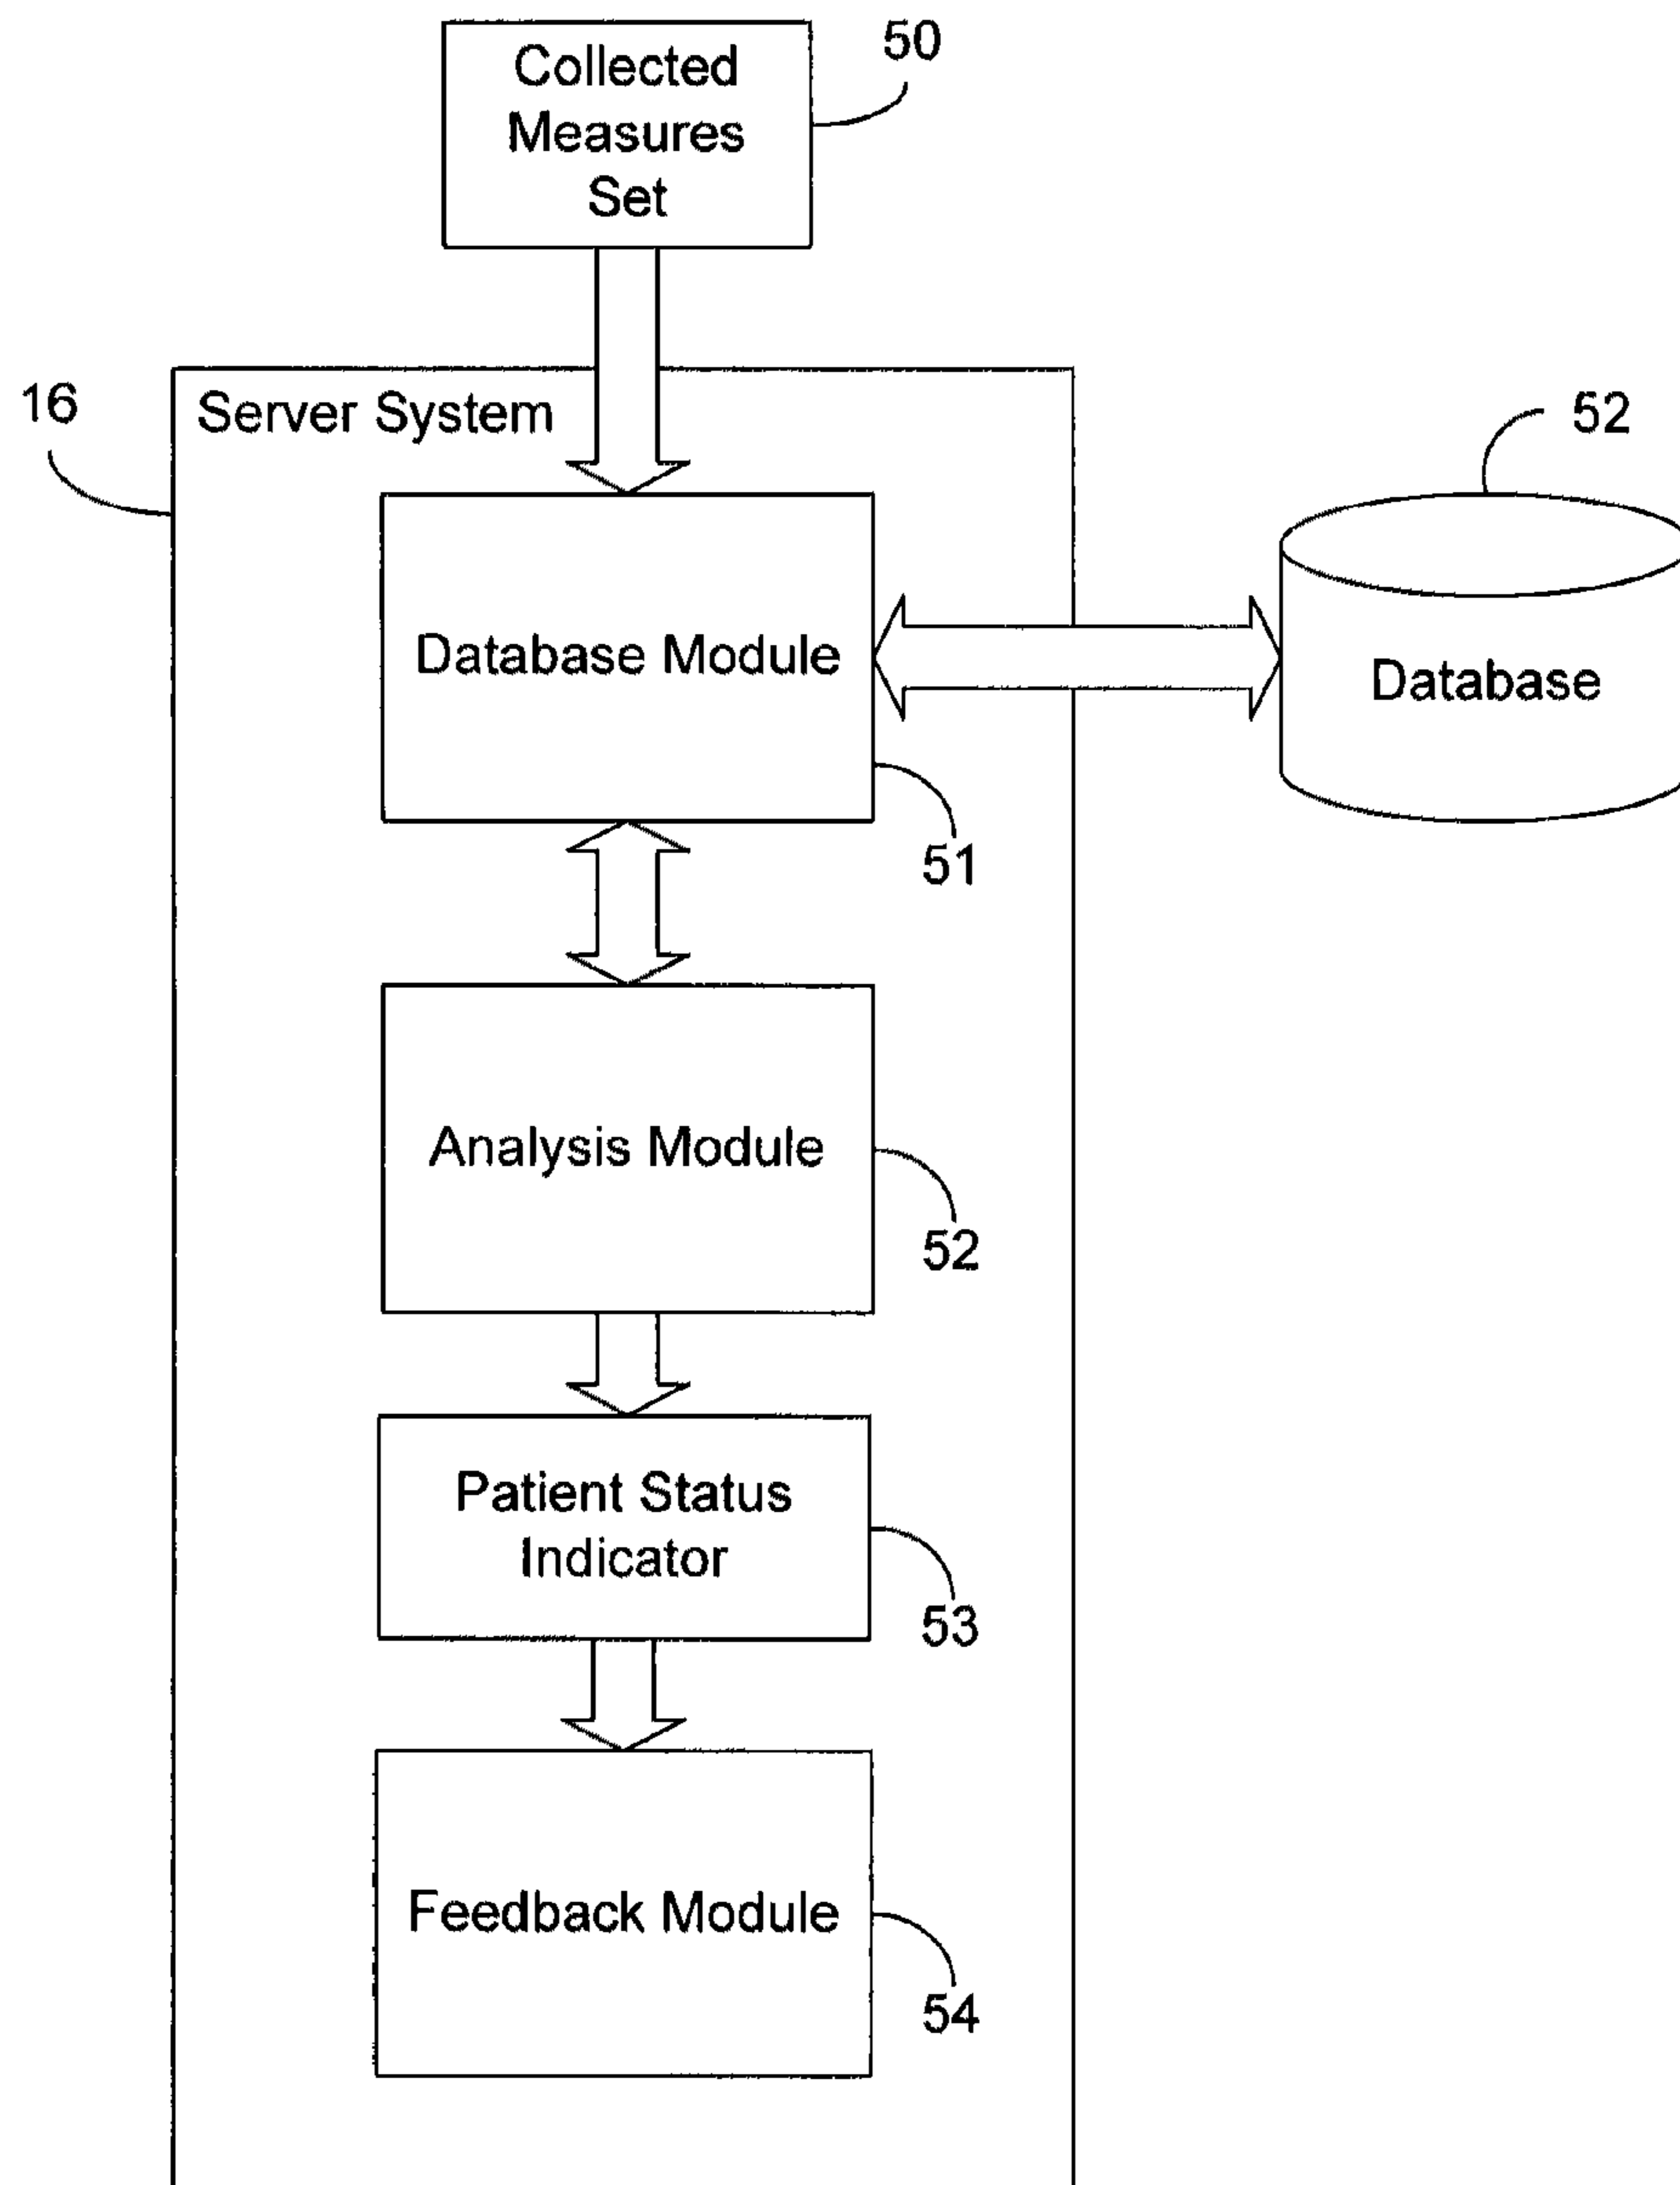 Collected
Measures
Set
50
16
Server System
52
Database Module
Database
51
Analysis Module
52
Patient Status
Indicator
53
Feedback Module
54